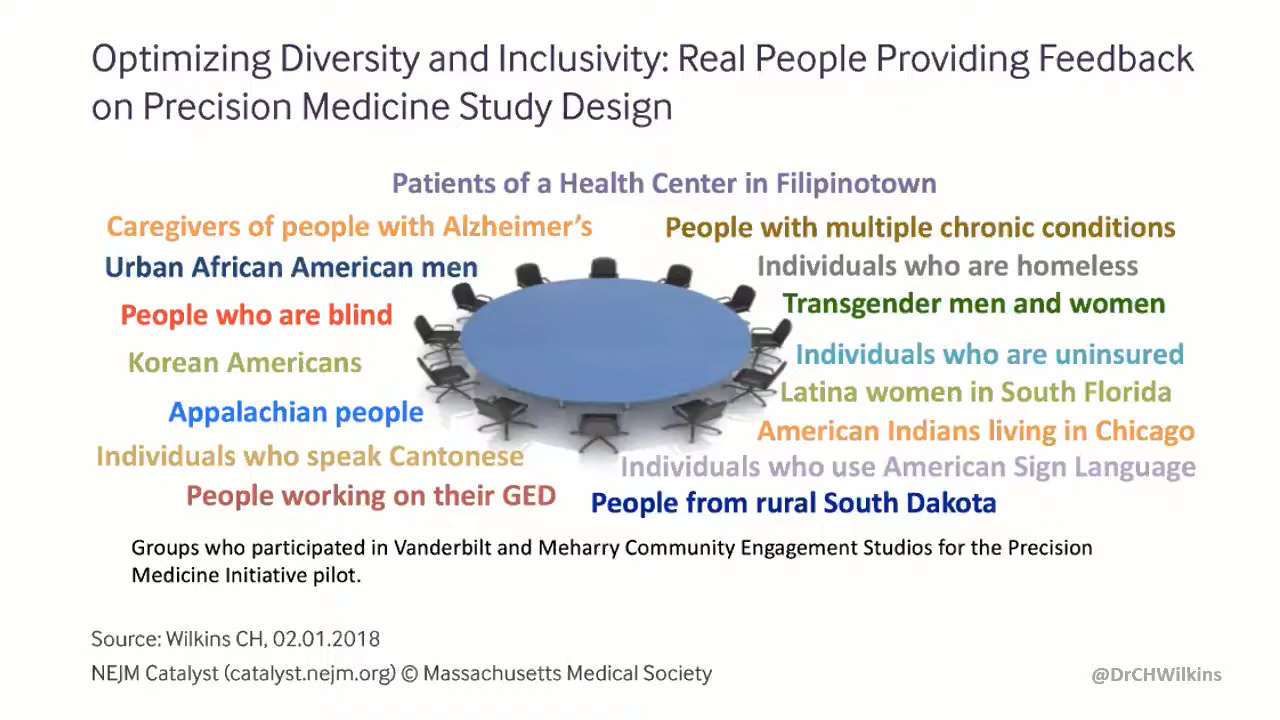 Optimizing Diversity and Inclusivity: Real People Providing Feedback
on Precision Medicine Study Design
Patients of a Health Center in Filipinotown
Caregivers of people with Alzheimer’s
People with multiple chronic conditions
Urban African American men
Individuals who are homeless
Transgender men and women
People who are blind
Individuals who are uninsured
Korean Americans
Latina women in South Florida
Appalachian people
American Indians living in Chicago
Individuals who speak Cantonese
Individuals who use American Sign Language
People working on their GED
People from rural South Dakota
Groups who participated in Vanderbilt and Meharry Community Engagement Studios for the Precision
Medicine Initiative pilot.
Source: Wilkins CH, 02.01.2018
NEJM Catalyst (catalyst.nejm.org) © Massachusetts Medical Society
@DrCHWilkins